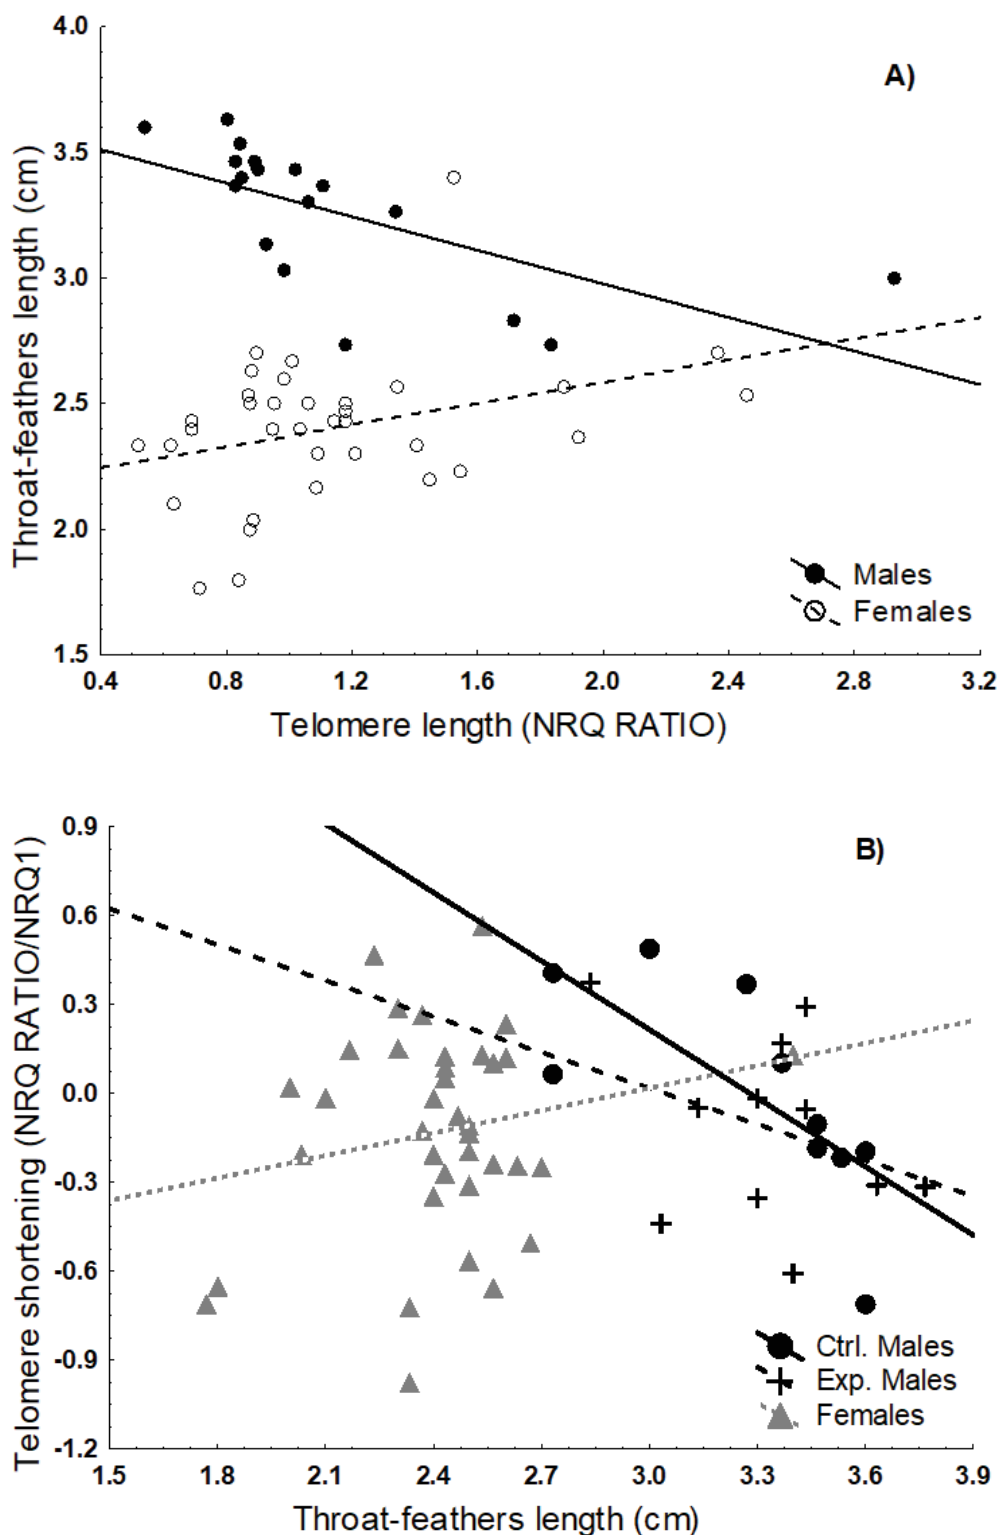 A)
Throat-feathers length (cm)
4.0
3.5
3.0
2.5
2.0
1.5
Males
Females
0.4 0.8 1.2 1.6 2.0 2.4 2.8 3.2
Telomere length (NRQ RATIO)
B)
Telomere shortening (NRQ RATIO/NRQ1)
0.9
0.6
0.3
0.0
-0.3
-0.6
-0.9
-1.2
Ctrl. Males
Exp. Males
Females
1.5 1.8 2.1 2.4 2.7 3.0 3.3 3.6 3.9
Throat-feathers length (cm)